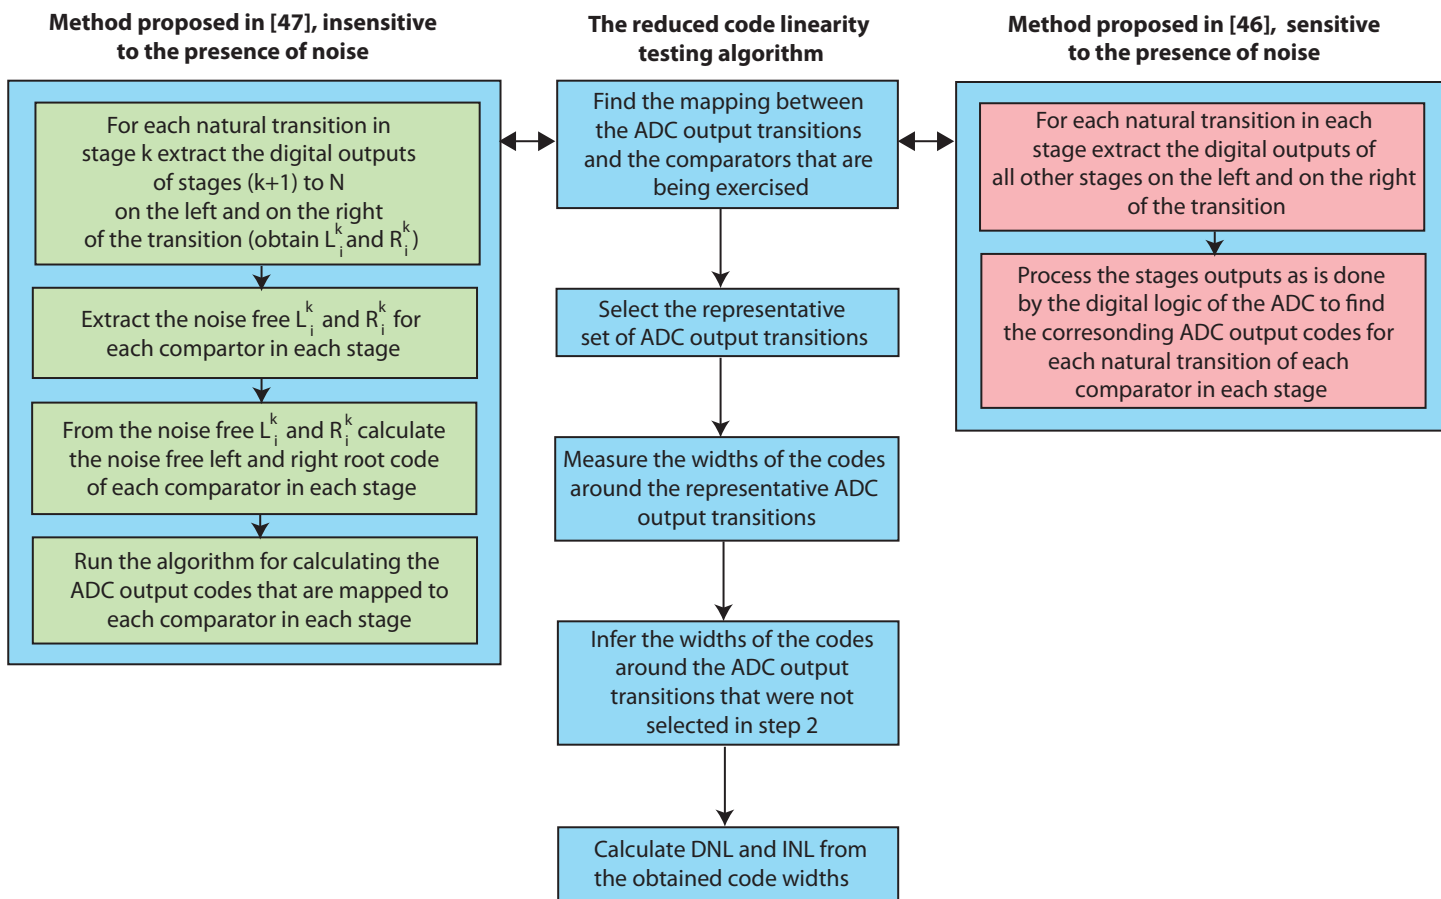 Method proposed in [47], insensitive
to the presence of noise
For each natural transition in
stage k extract the digital outputs
of stages (k+1) to N
on the left and on the right
of the transition (obtain L_i^k and R_i^k)
Extract the noise free L_i^k and R_i^k for
each compartor in each stage
From the noise free L_i^k and R_i^k calculate
the noise free left and right root code
of each comparator in each stage
Run the algorithm for calculating the
ADC output codes that are mapped to
each comparator in each stage
The reduced code linearity
testing algorithm
Find the mapping between
the ADC output transitions
and the comparators that are
being exercised
Select the representative
set of ADC output transitions
Measure the widths of the codes
around the representative ADC
output transitions
Infer the widths of the codes
around the ADC output
transitions that were not
selected in step 2
Calculate DNL and INL from
the obtained code widths
Method proposed in [46], sensitive
to the presence of noise
For each natural transition in each
stage extract the digital outputs of
all other stages on the left and on the right
of the transition
Process the stages outputs as is done
by the digital logic of the ADC to find
the corresonding ADC output codes for
each natural transition of each
comparator in each stage